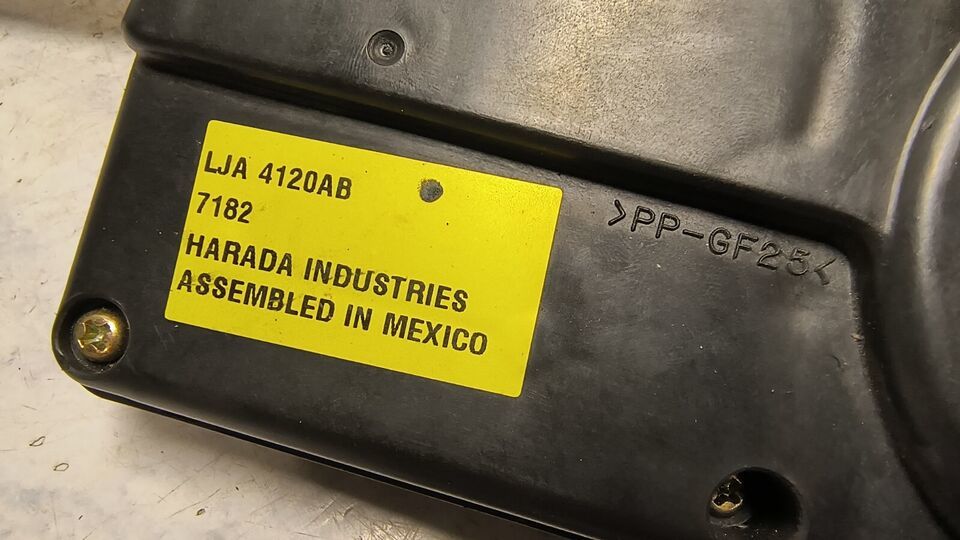 LJA 4120AB
7182
HARADA INDUSTRIES
ASSEMBLED IN MEXICO
>PP-GF25<